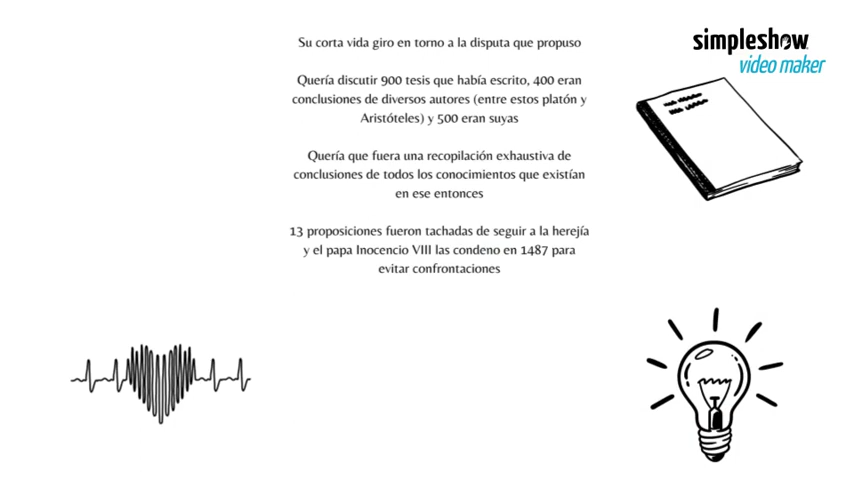 Su corta vida giro en torno a la disputa que propuso
Quería discutir 900 tesis que había escrito, 400 eran
conclusiones de diversos autores (entre estos platón y
Aristóteles) y 500 eran suyas
Quería que fuera una recopilación exhaustiva de
conclusiones de todos los conocimientos que existían
en ese entonces
13 proposiciones fueron tachadas de seguir a la herejía
y el papa Inocencio VIII las condeno en 1487 para
evitar confrontaciones
simpleshow
video maker